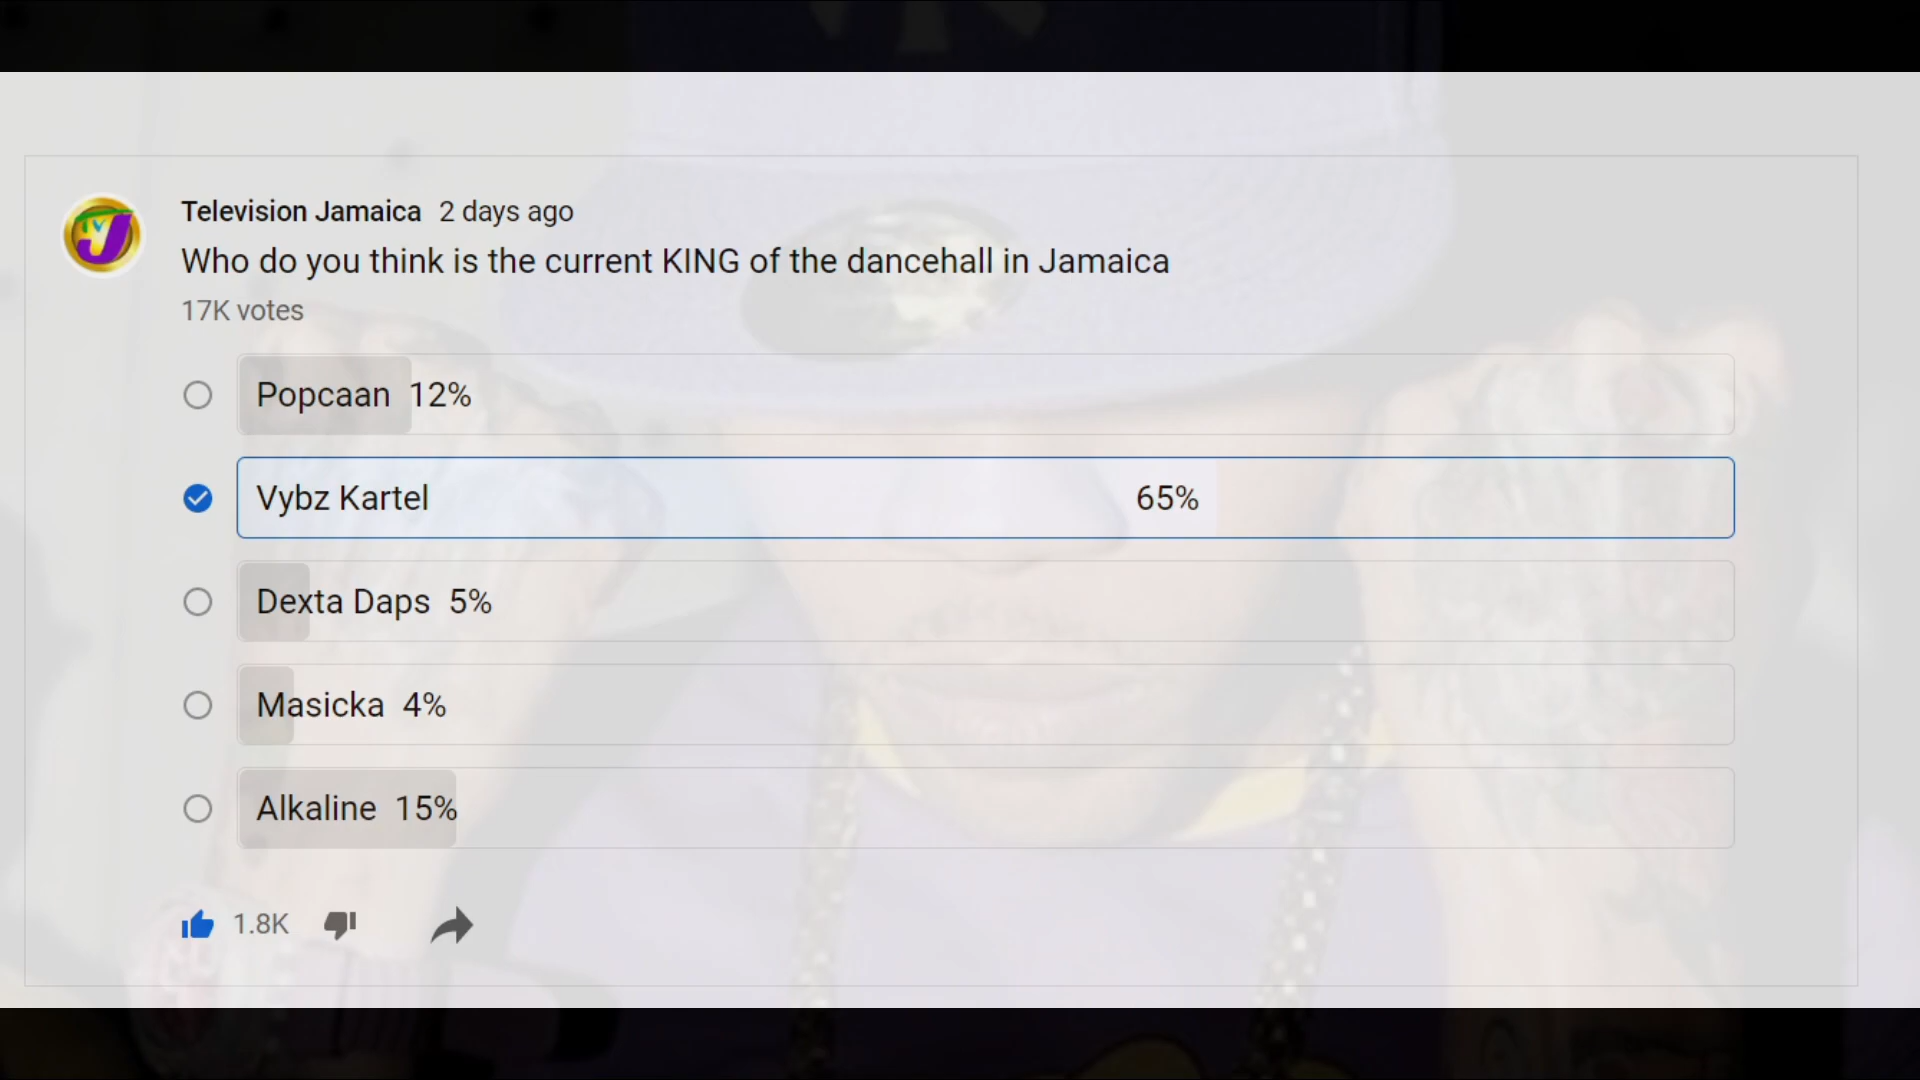 TVJ
Television Jamaica 2 days ago
Who do you think is the current KING of the dancehall in Jamaica
17K votes
Popcaan 12%
Vybz Kartel 65%
Dexta Daps 5%
Masicka 4%
Alkaline 15%
1.8K